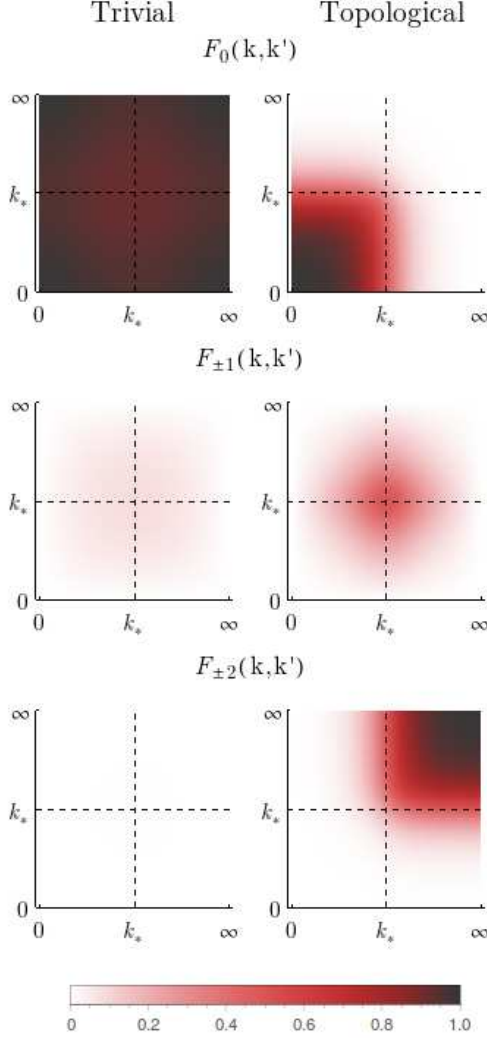 Trivial Topological
F₀(k,k')
∞ ∞
k* k*
0 0
0 k* ∞ 0 k* ∞
F±1(k,k')
∞ ∞
k* k*
0 0
0 k* ∞ 0 k* ∞
F±2(k,k')
∞ ∞
k* k*
0 0
0 k* ∞ 0 k* ∞
0 0.2 0.4 0.6 0.8 1.0